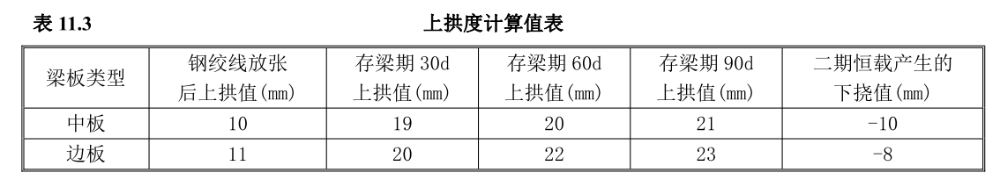 表 11.3 上拱度计算值表
梁板类型 钢绞线放张后上拱值(mm) 存梁期 30d 上拱值(mm) 存梁期 60d 上拱值(mm) 存梁期 90d 上拱值(mm) 二期恒载产生的下挠值(mm)
中板 10 19 20 21 -10
边板 11 20 22 23 -8